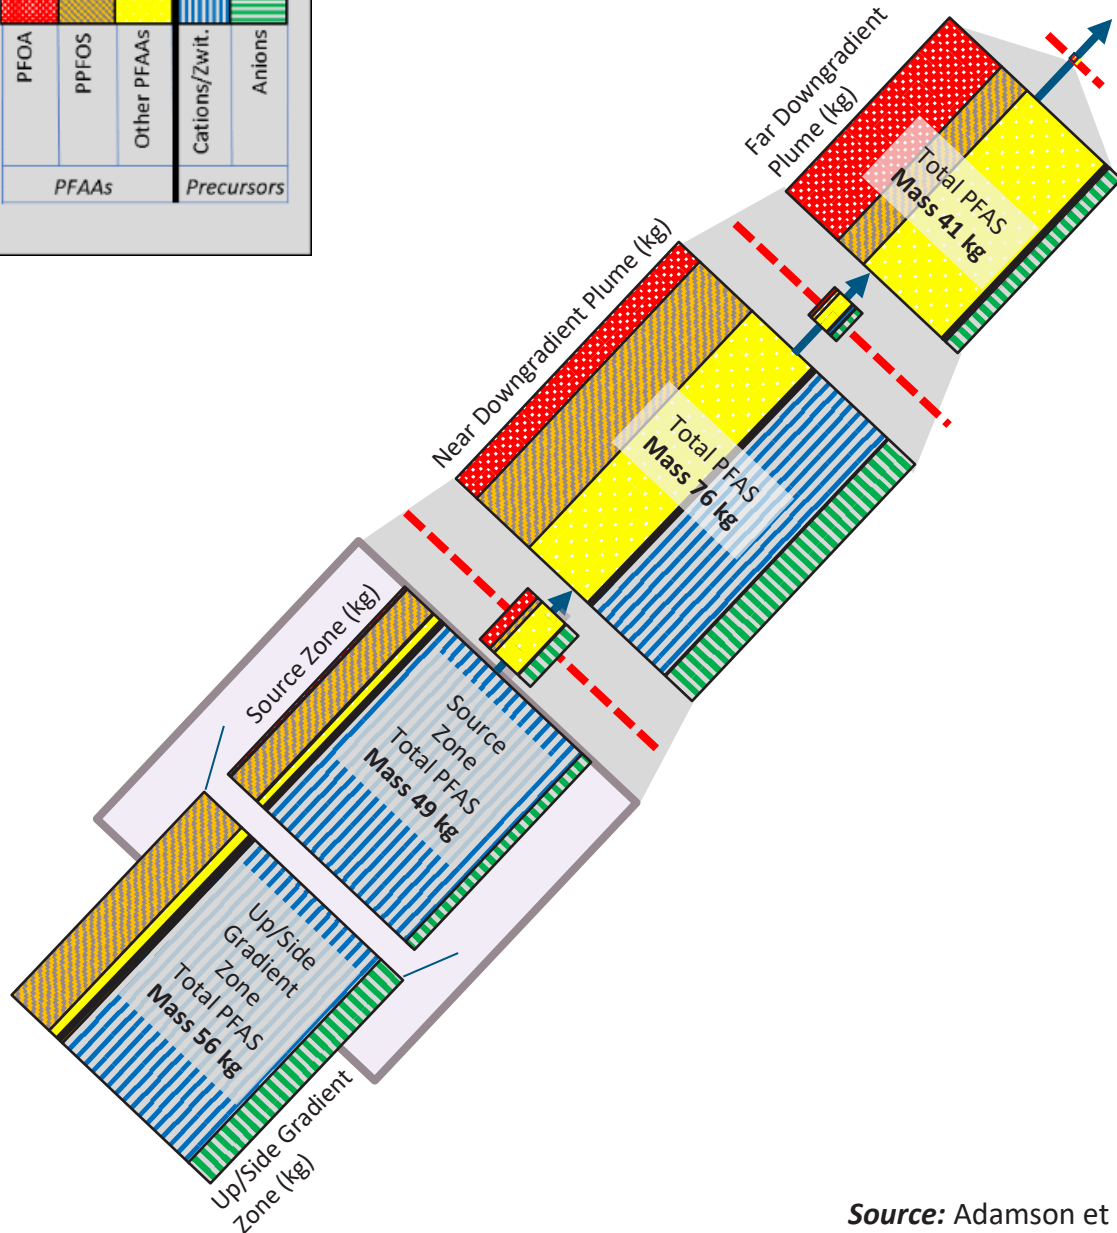 PFOA
PPFOS
Other PFAAs
Cations/Zwit.
Anions
PFAAs
Precursors
Far Downgradient
Plume (kg)
Total PFAS
Mass 41 kg
Near Downgradient Plume (kg)
Total PFAS
Mass 76 kg
Source Zone (kg)
Source
Zone
Total PFAS
Mass 49 kg
Up/Side
Gradient
Zone
Total PFAS
Mass 56 kg
Up/Side Gradient
Zone (kg)
Source: Adamson et